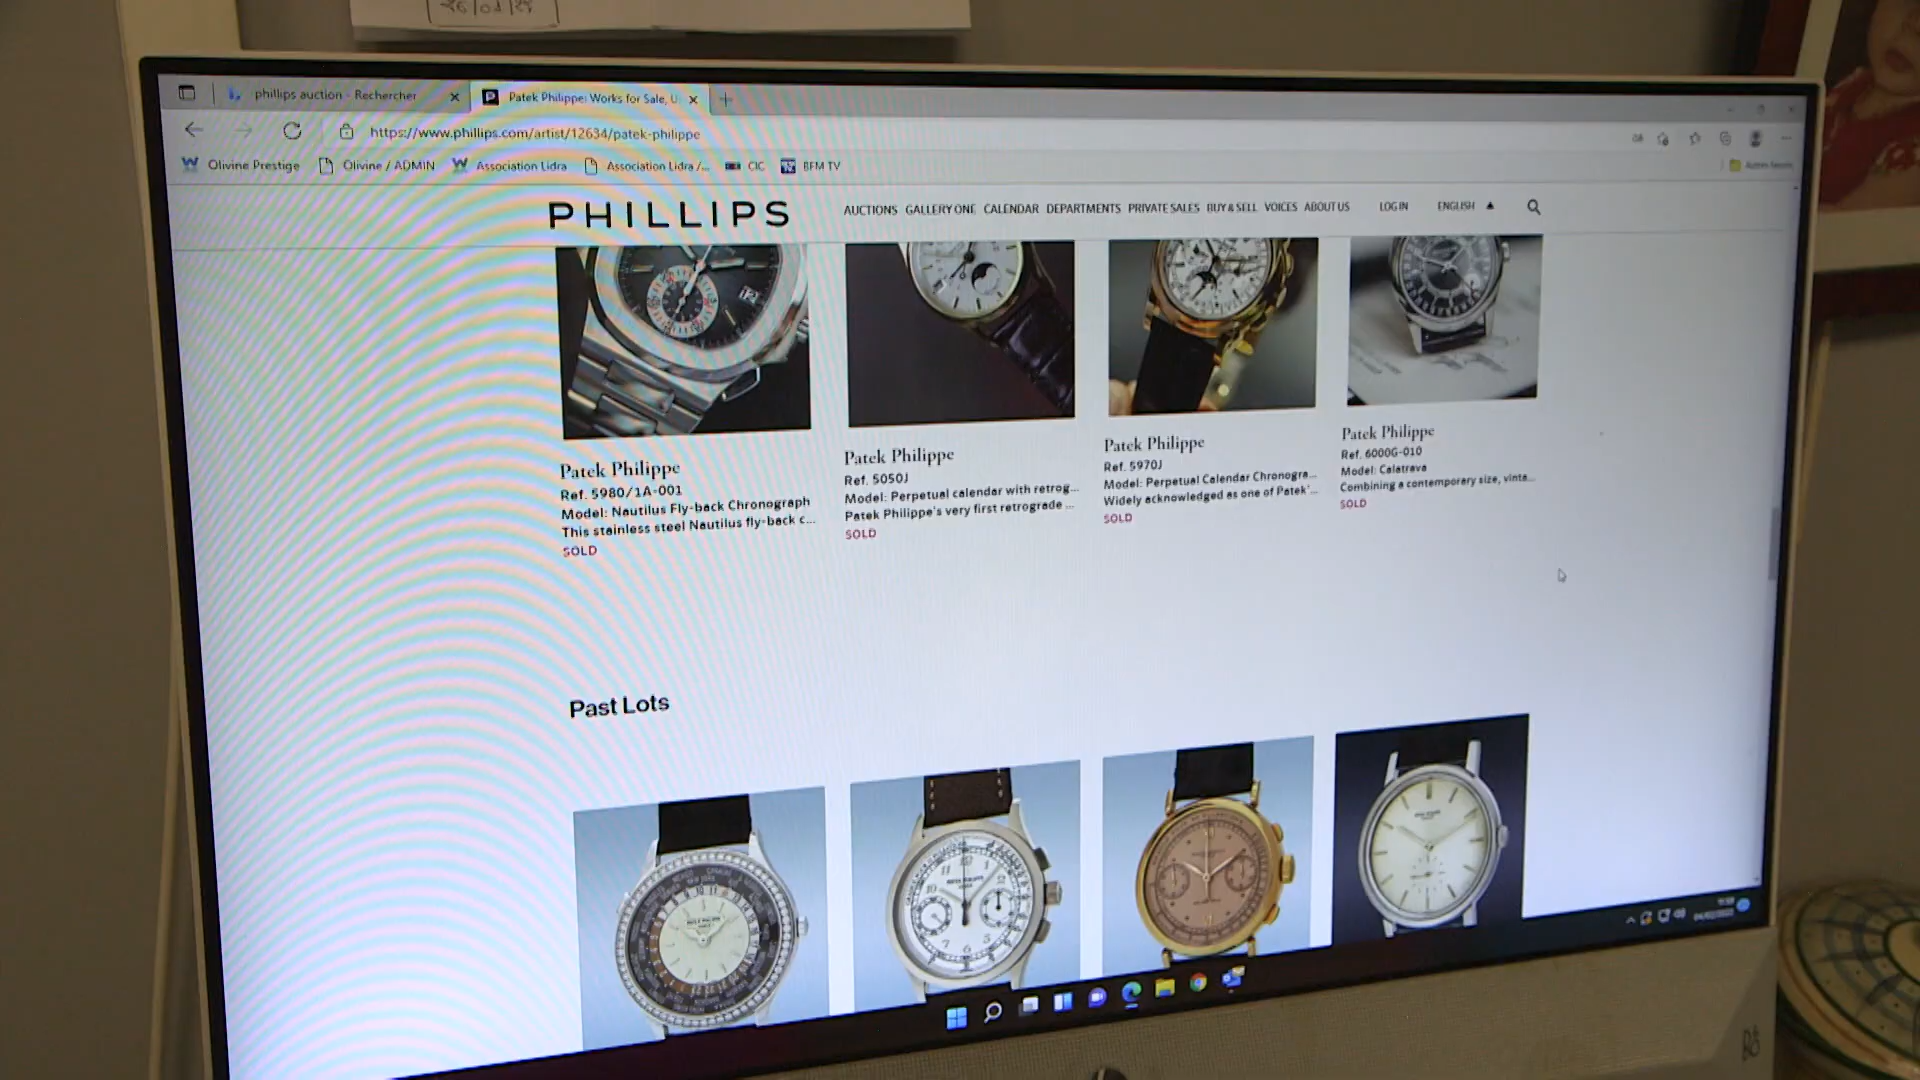 phillips auction - Rechercher
Patek Philippe: Works for Sale, U
https://www.phillips.com/artist/12634/patek-philippe
Olivine Prestige
Olivine / ADMIN
Association Lidra
Association Lidra /...
CIC
BFM TV
PHILLIPS
AUCTIONS GALLERY ONE CALENDAR DEPARTMENTS PRIVATE SALES BUY & SELL VOICES ABOUT US
LOG IN
ENGLISH
Patek Philippe
Ref. 5980/1A-001
Model: Nautilus Fly-back Chronograph
This stainless steel Nautilus fly-back c...
SOLD
Patek Philippe
Ref. 5050J
Model: Perpetual calendar with retrog...
Patek Philippe's very first retrograde ...
SOLD
Patek Philippe
Ref. 5970J
Model: Perpetual Calendar Chronogra...
Widely acknowledged as one of Patek'...
SOLD
Patek Philippe
Ref. 6000G-010
Model: Calatrava
Combining a contemporary size, vinta...
SOLD
Past Lots